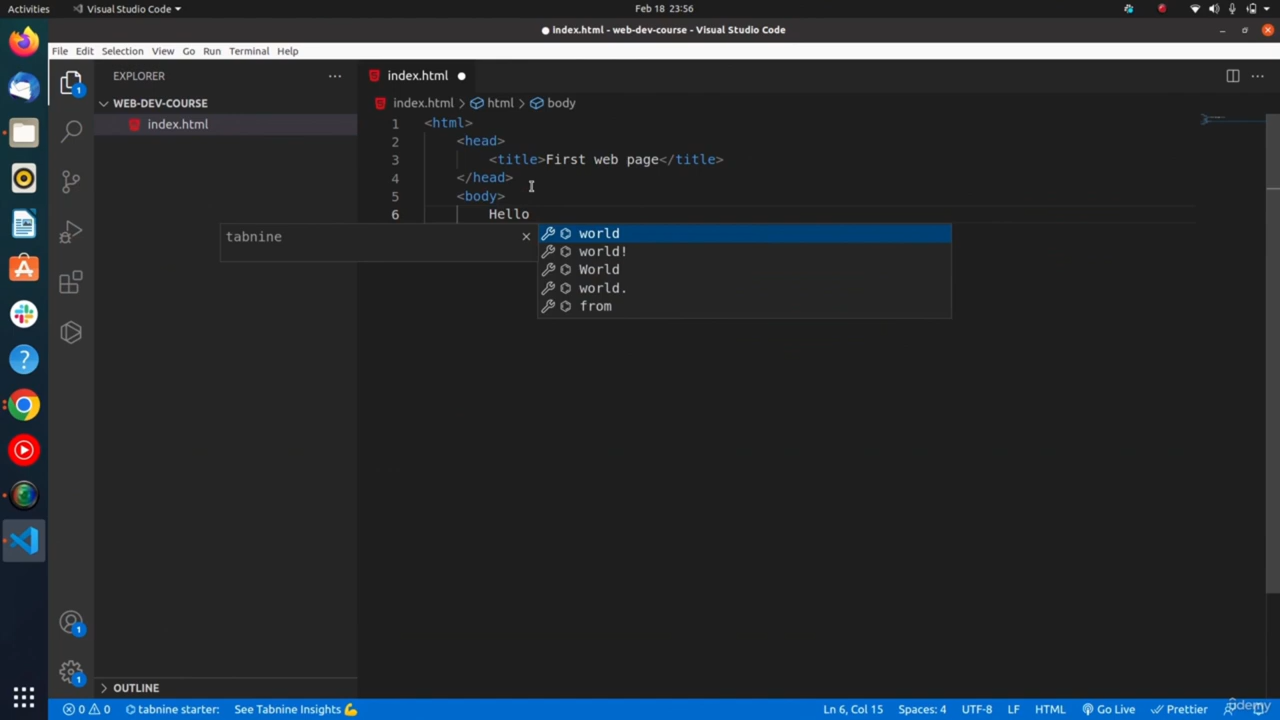 Activities
Visual Studio Code
Feb 18 23:56
index.html - web-dev-course - Visual Studio Code
File Edit Selection View Go Run Terminal Help
EXPLORER
index.html
WEB-DEV-COURSE
index.html
index.html > html > body
1 <html>
2 <head>
3 <title>First web page</title>
4 </head>
5 <body>
6 Hello
tabnine
world
world!
World
world.
from
1
1
1
OUTLINE
0 0 tabnine starter: See Tabnine Insights 💪
Ln 6, Col 15 Spaces: 4 UTF-8 LF HTML Go Live Prettier
udemy